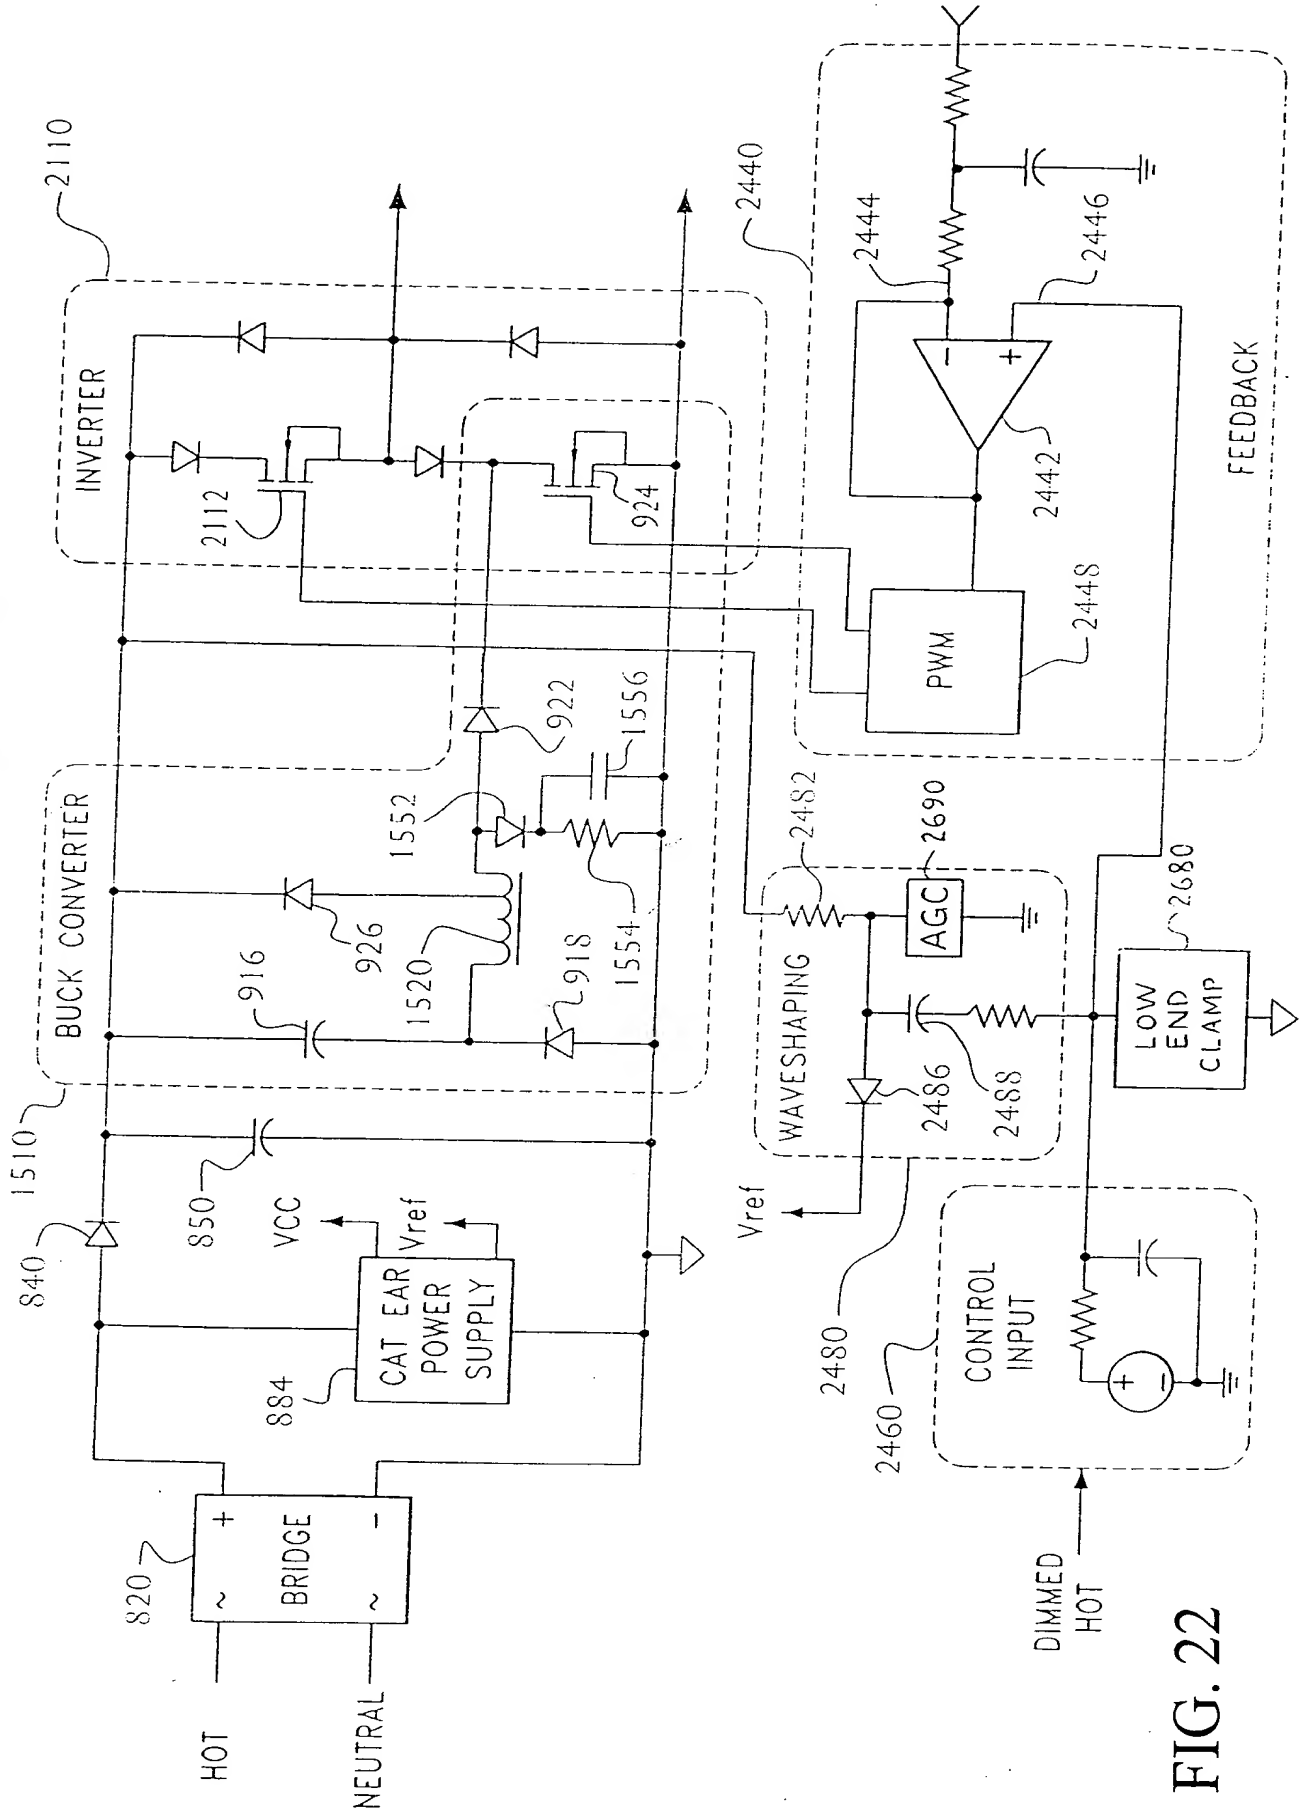 2110
INVERTER
2112
924
BUCK CONVERTER
1510
916
926
1520
918
1552
1554
922
1556
840
850
VCC
Vref
CAT EAR
POWER
SUPPLY
884
820
+
−
BRIDGE
~
~
HOT
NEUTRAL
2440
2444
2446
−
+
2442
PWM
2448
FEEDBACK
WAVESHAPING
2482
AGC
2690
2486
2488
Vref
2480
LOW
END
CLAMP
2680
CONTROL
INPUT
2460
+
−
DIMMED
HOT
FIG. 22